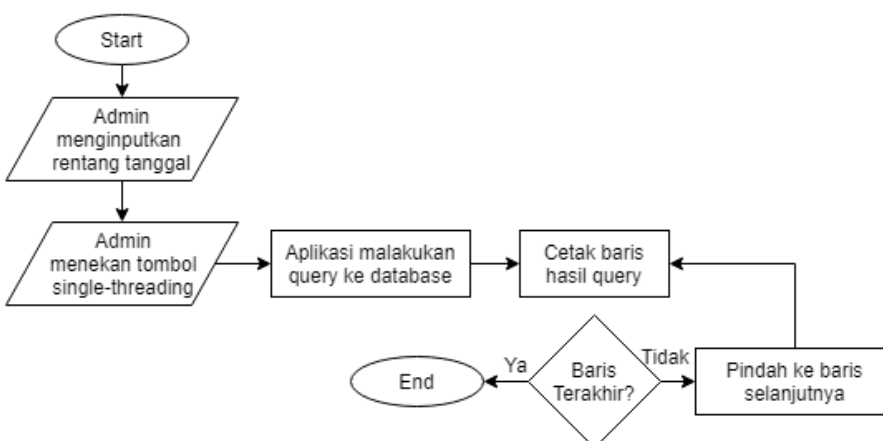 Start
Admin
menginputkan
rentang tanggal
Admin
menekan tombol
single-threading
Aplikasi malakukan
query ke database
Cetak baris
hasil query
End
Ya
Baris
Terakhir?
Tidak
Pindah ke baris
selanjutnya